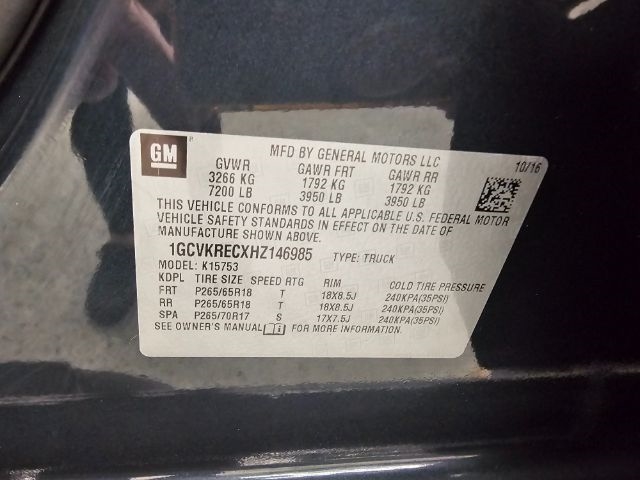 GM
MFD BY GENERAL MOTORS LLC
10/16
GVWR GAWR FRT GAWR RR
3266 KG 1792 KG 1792 KG
7200 LB 3950 LB 3950 LB
THIS VEHICLE CONFORMS TO ALL APPLICABLE U.S. FEDERAL MOTOR
VEHICLE SAFETY STANDARDS IN EFFECT ON THE DATE OF
MANUFACTURE SHOWN ABOVE.
1GCVKRECXHZ146985 TYPE: TRUCK
MODEL: K15753
KDPL TIRE SIZE SPEED RTG RIM COLD TIRE PRESSURE
FRT P265/65R18 T 18X8.5J 240KPA(35PSI)
RR P265/65R18 T 18X8.5J 240KPA(35PSI)
SPA P265/70R17 S 17X7.5J 240KPA(35PSI)
SEE OWNER'S MANUAL FOR MORE INFORMATION.